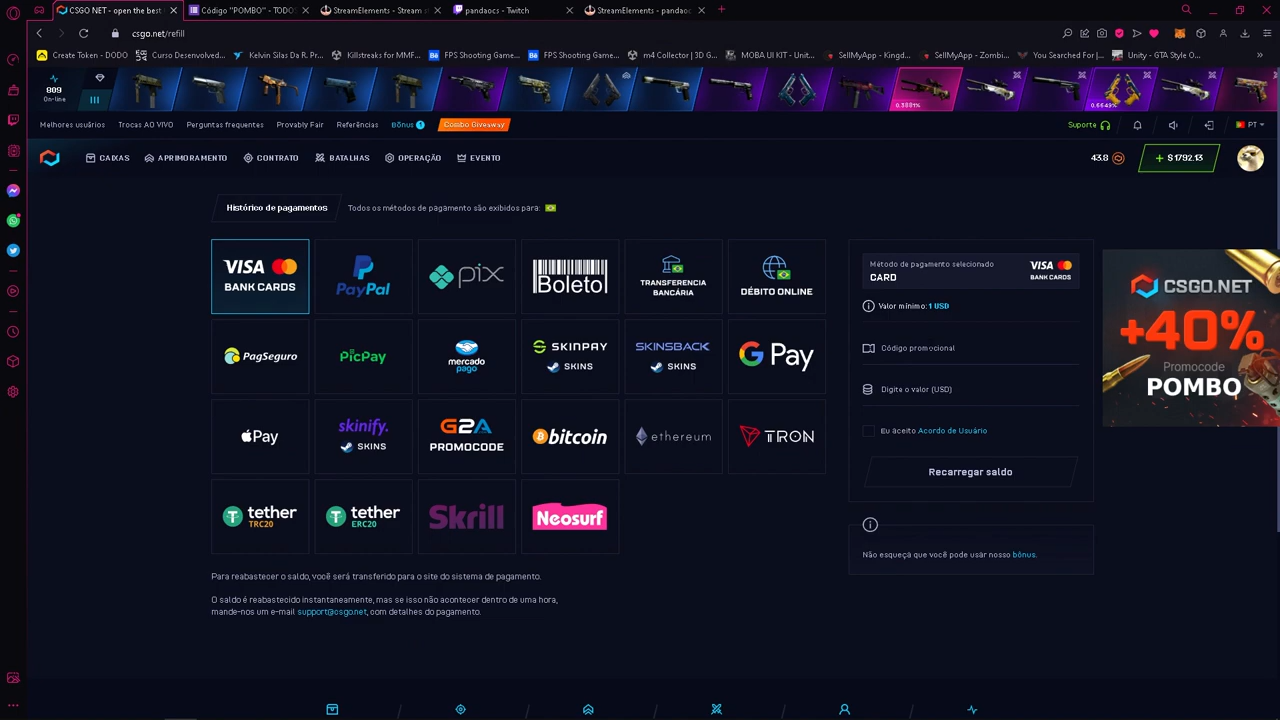 CSGO.NET - open the best
Código "POMBO" - TODOS
StreamElements - Stream s
pandaocs - Twitch
StreamElements - pandaoc
csgo.net/refill
Create Token - DODO
Curso Desenvolved...
Kelvin Silas Da R. Pr...
Killstreaks for MMF...
FPS Shooting Game...
FPS Shooting Game...
m4 Collector | 3D G...
MOBA UI KIT - Unit...
SellMyApp - Kingd...
SellMyApp - Zombi...
You Searched For |...
Unity - GTA Style O...
809
On-line
0.3881%
0.6649%
Melhores usuários
Trocas AO VIVO
Perguntas frequentes
Provably Fair
Referências
Bônus
Combo Giveaway
Suporte
PT
CAIXAS
APRIMORAMENTO
CONTRATO
BATALHAS
OPERAÇÃO
EVENTO
43.8
+ $ 1792.13
Histórico de pagamentos
Todos os métodos de pagamento são exibidos para:
VISA
BANK CARDS
PayPal
pix
Boleto
TRANSFERENCIA
BANCÁRIA
DÉBITO ONLINE
PagSeguro
PicPay
mercado
pago
SKINPAY
SKINS
SKINSBACK
SKINS
G Pay
Pay
skinify.
SKINS
G2A
PROMOCODE
bitcoin
ethereum
TRON
tether
TRC20
tether
ERC20
Skrill
Neosurf
Método de pagamento selecionado
CARD
VISA
BANK CARDS
Valor mínimo: 1 USD
Código promocional
Digite o valor (USD)
Eu aceito Acordo de Usuário
Recarregar saldo
Não esqueça que você pode usar nosso bônus.
CSGO.NET
+40%
Promocode
POMBO
Para reabastecer o saldo, você será transferido para o site do sistema de pagamento.
O saldo é reabastecido instantaneamente, mas se isso não acontecer dentro de uma hora,
mande-nos um e-mail support@csgo.net, com detalhes do pagamento.